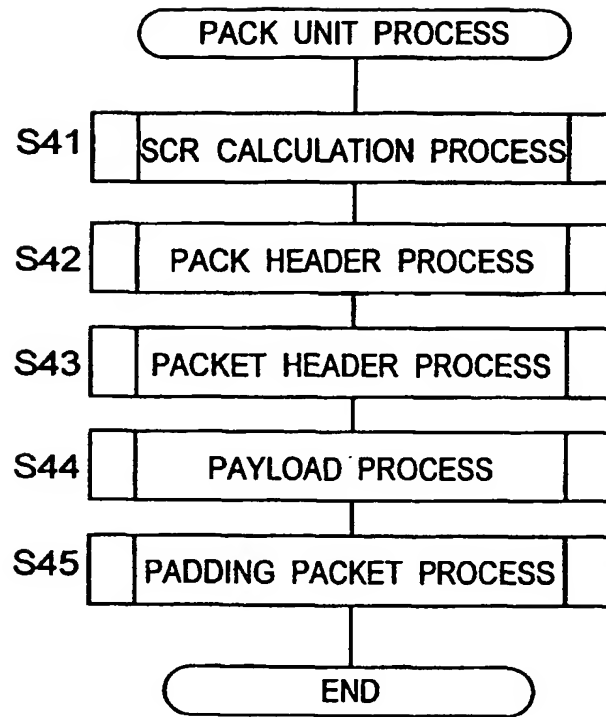 PACK UNIT PROCESS
S41 SCR CALCULATION PROCESS
S42 PACK HEADER PROCESS
S43 PACKET HEADER PROCESS
S44 PAYLOAD PROCESS
S45 PADDING PACKET PROCESS
END